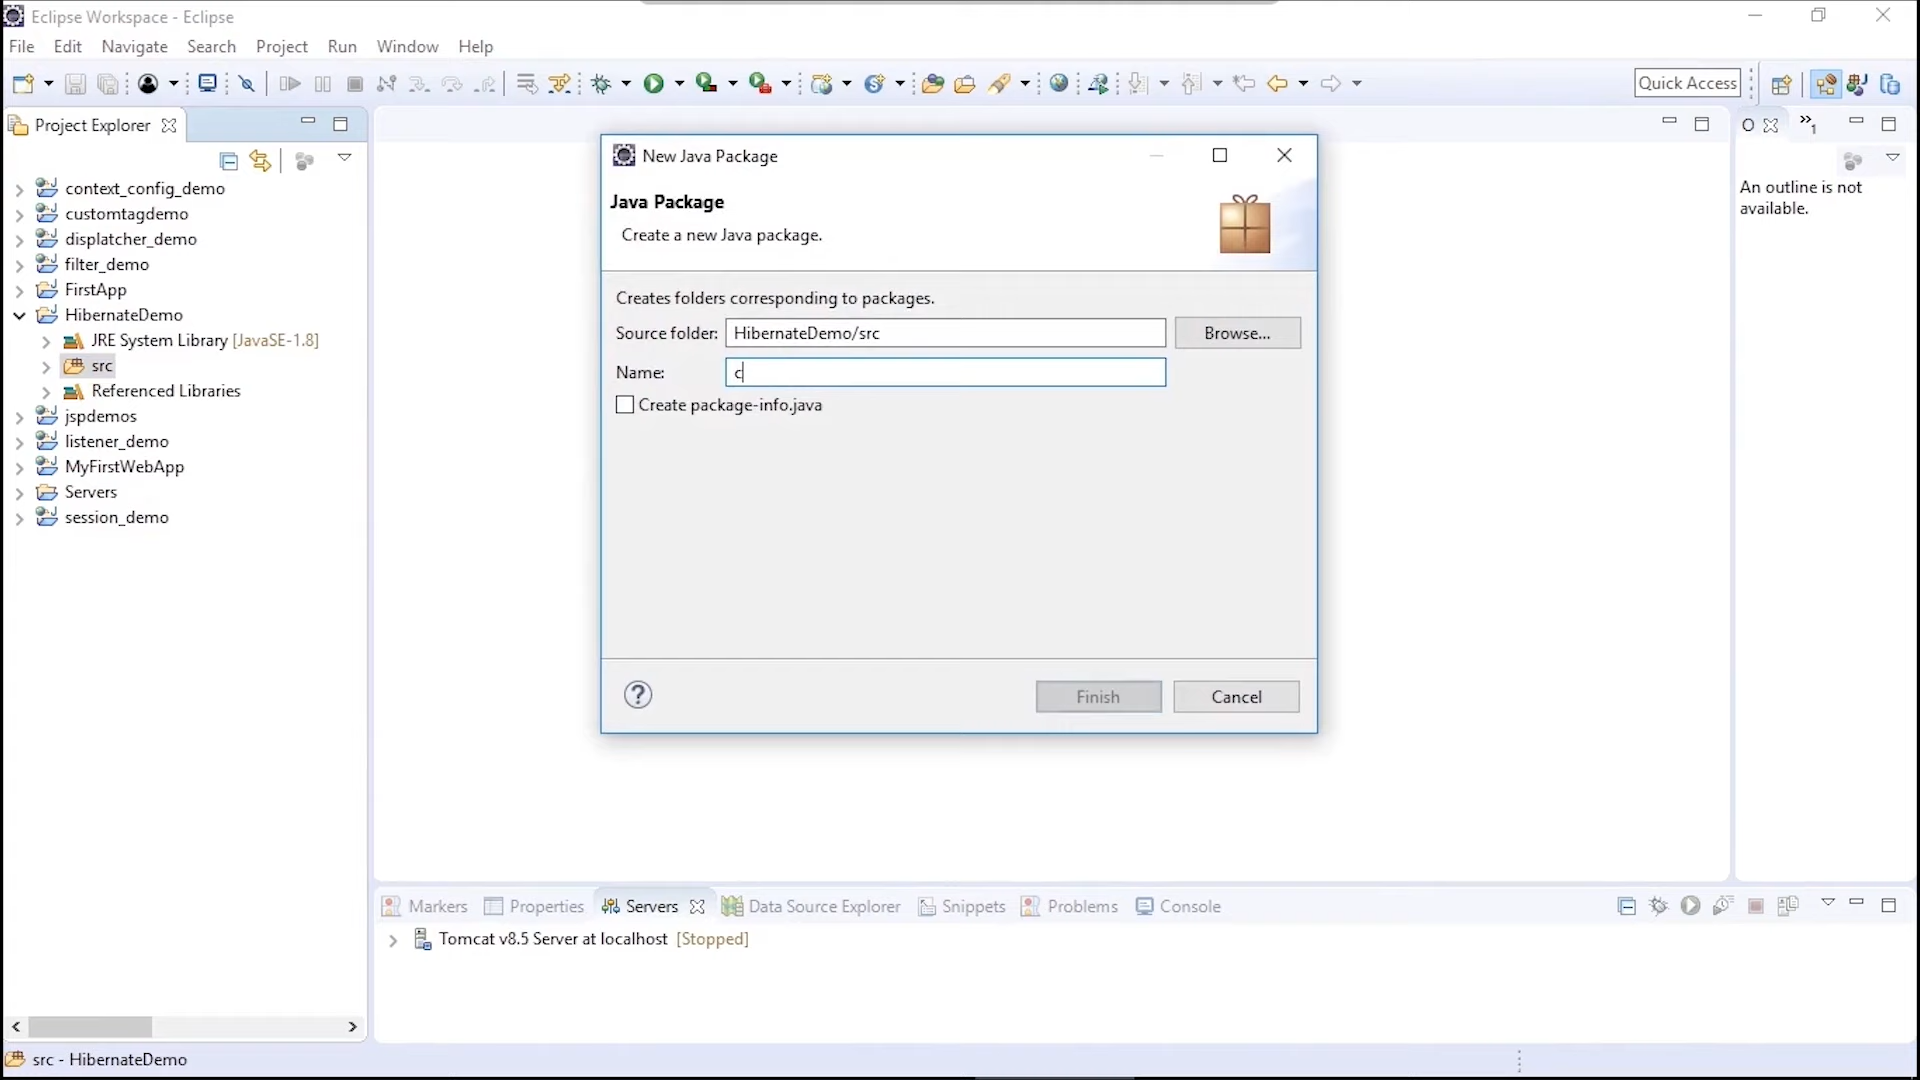 Eclipse Workspace - Eclipse
File Edit Navigate Search Project Run Window Help
Quick Access
Project Explorer
O
»1
context_config_demo
customtagdemo
displatcher_demo
filter_demo
FirstApp
HibernateDemo
JRE System Library [JavaSE-1.8]
src
Referenced Libraries
jspdemos
listener_demo
MyFirstWebApp
Servers
session_demo
New Java Package
Java Package
Create a new Java package.
Creates folders corresponding to packages.
Source folder: HibernateDemo/src Browse...
Name: c
Create package-info.java
? Finish Cancel
An outline is not
available.
Markers Properties Servers Data Source Explorer Snippets Problems Console
Tomcat v8.5 Server at localhost [Stopped]
src - HibernateDemo